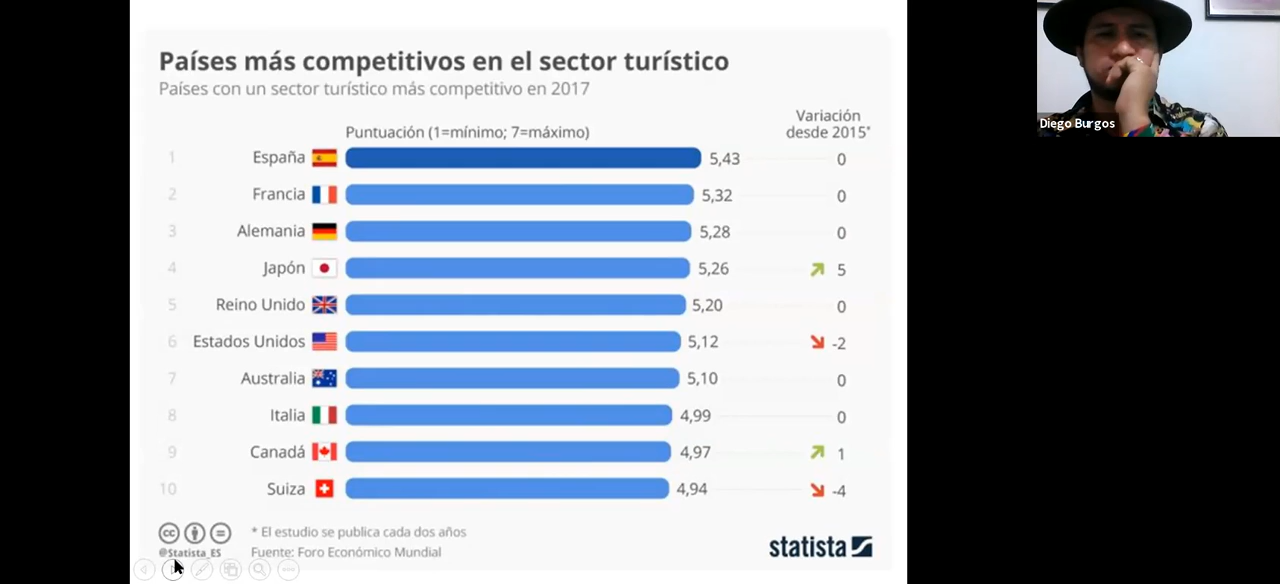 Países más competitivos en el sector turístico
Países con un sector turístico más competitivo en 2017
Puntuación (1=mínimo; 7=máximo)
Variación
desde 2015*
1 España 5,43 0
2 Francia 5,32 0
3 Alemania 5,28 0
4 Japón 5,26 5
5 Reino Unido 5,20 0
6 Estados Unidos 5,12 -2
7 Australia 5,10 0
8 Italia 4,99 0
9 Canadá 4,97 1
10 Suiza 4,94 -4
cc
@Statista_ES
* El estudio se publica cada dos años
Fuente: Foro Económico Mundial
statista
Diego Burgos